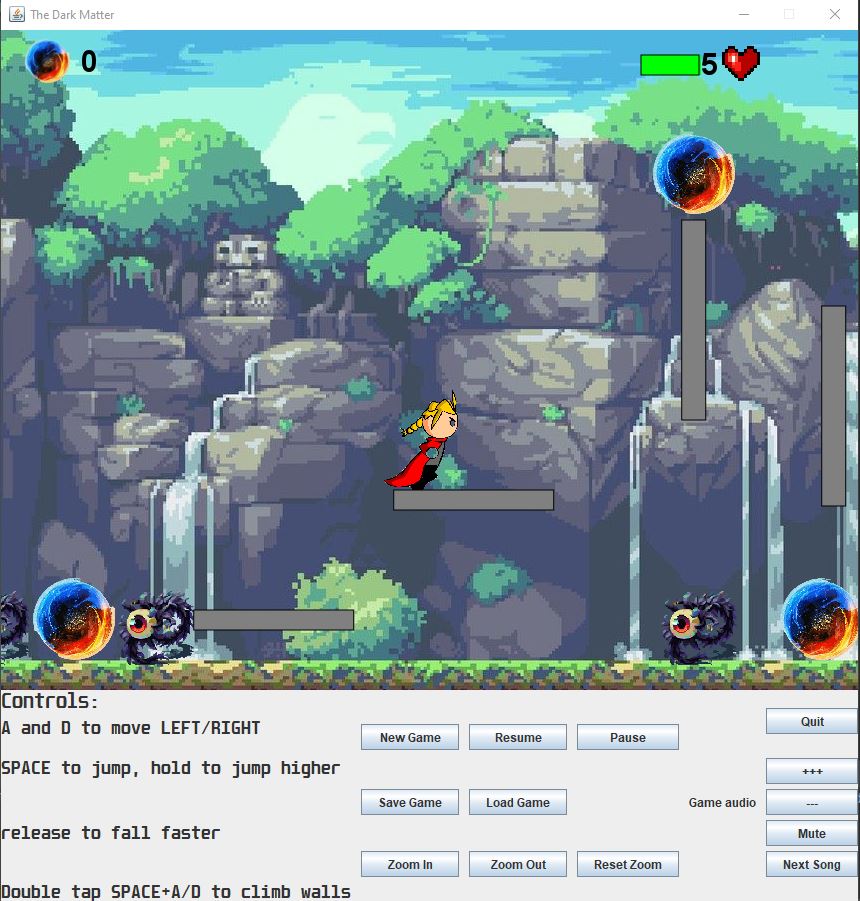 The Dark Matter
0
5
Controls:
A and D to move LEFT/RIGHT
New Game
Resume
Pause
Quit
SPACE to jump, hold to jump higher
+++
Save Game
Load Game
Game audio
---
release to fall faster
Mute
Zoom In
Zoom Out
Reset Zoom
Next Song
Double tap SPACE+A/D to climb walls